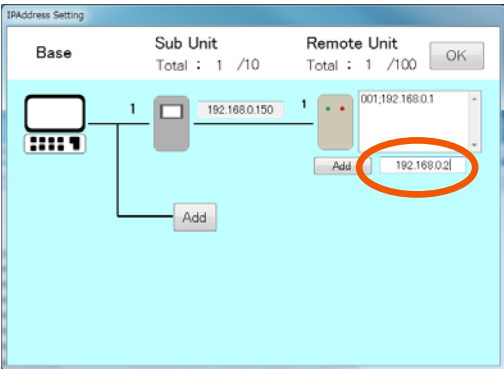 IPAddress Setting
Base
Sub Unit
Total : 1 /10
Remote Unit
Total : 1 /100
OK
1
192.168.0.150
1
001;192.168.0.1
Add
192.168.0.2
Add